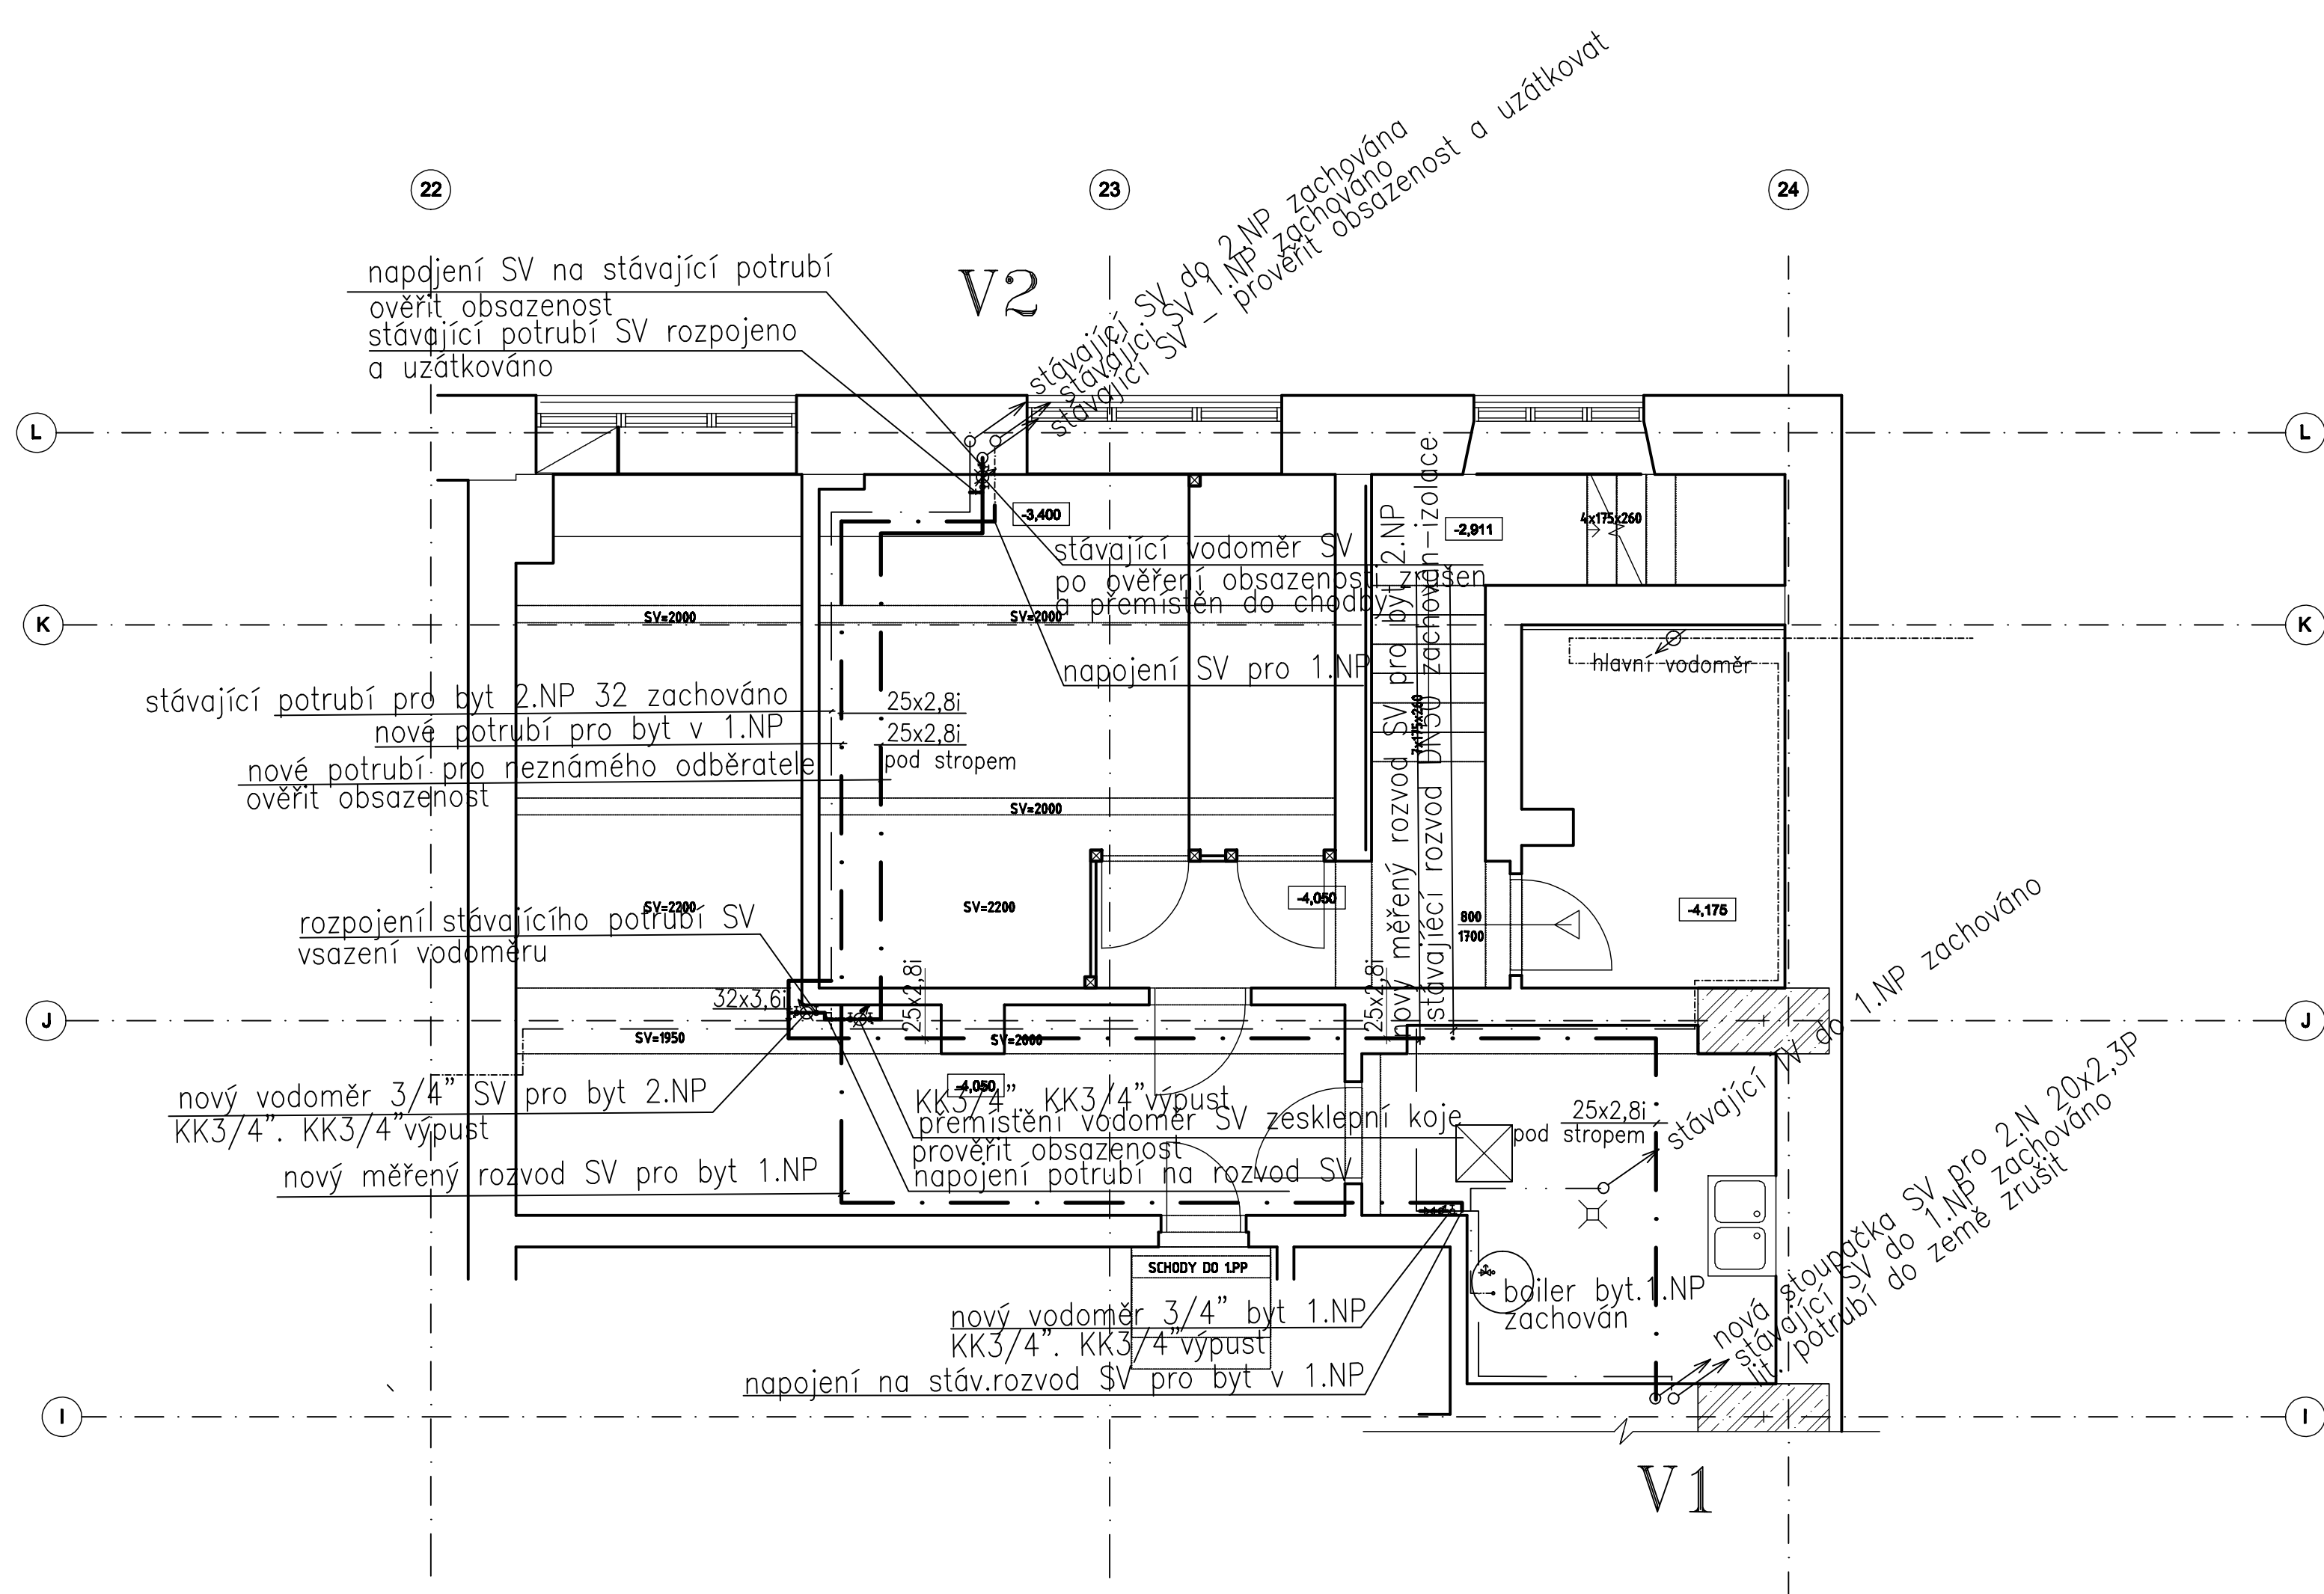 22
23
24
stávající SV do 2.NP zachována
stávající SV 1.NP zachováno
stávající SV - prověřit obsazenost a uzátkovat
V2
napojení SV na stávající potrubí
ověřit obsazenost
stávající potrubí SV rozpojeno
a uzátkováno
L
L
-3,400
-2,911
4x175x260
stávající vodoměr SV
po ověření obsazenosti zrušen
a přemístěn do chodby
K
K
SV=2000
SV=2000
hlavní vodoměr
napojení SV pro 1.NP
nový měřený rozvod SV pro byt 2.NP
stávajécí rozvod DN50 zachován-izolace
7x175x260
stávající potrubí pro byt 2.NP 32 zachováno
nové potrubí pro byt v 1.NP
nové potrubí pro neznámého odběratele
ověřit obsazenost
25x2,8i
25x2,8i
pod stropem
SV=2000
SV=2200
SV=2200
-4,050
-4,175
800
1700
rozpojení stávajícího potrubí SV
vsazení vodoměru
32x3,6i
25x2,8i
25x2,8i
J
J
SV=1950
SV=2000
-4,050
stávající TV do 1.NP zachováno
nový vodoměr 3/4" SV pro byt 2.NP
KK3/4". KK3/4"výpust
KK3/4". KK3/4"výpust
přemístění vodoměr SV zesklepní koje
prověřit obsazenost
napojení potrubí na rozvod SV
25x2,8i
pod stropem
nový měřený rozvod SV pro byt 1.NP
SCHODY DO 1.PP
boiler byt.1.NP
zachován
nová stoupačka SV pro 2.N 20x2,3P
stávající SV do 1.NP zachováno
lit. potrubí do země zrušit
nový vodoměr 3/4" byt 1.NP
KK3/4". KK3/4"výpust
napojení na stáv.rozvod SV pro byt v 1.NP
I
I
V1